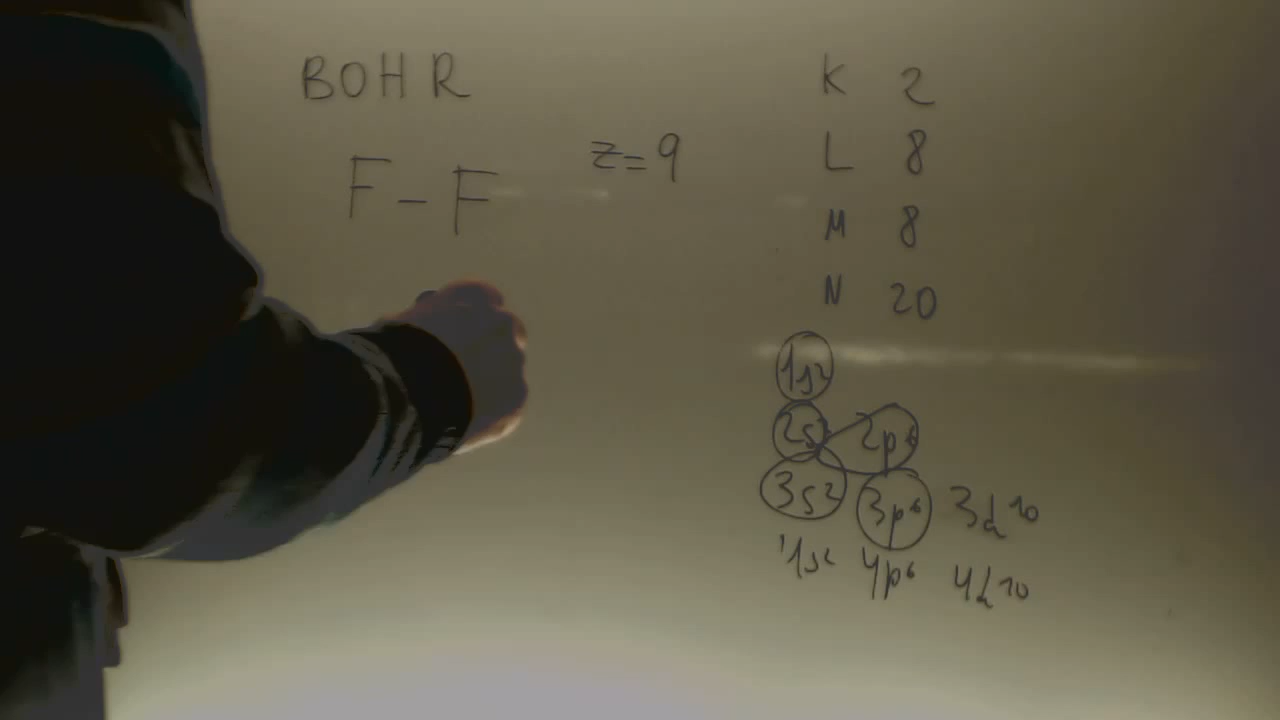 BOHR
F - F z=9
K 2
L 8
M 8
N 20
1s²
2s² 2p⁶
3s² 3p⁶ 3d¹⁰
4s² 4p⁶ 4d¹⁰